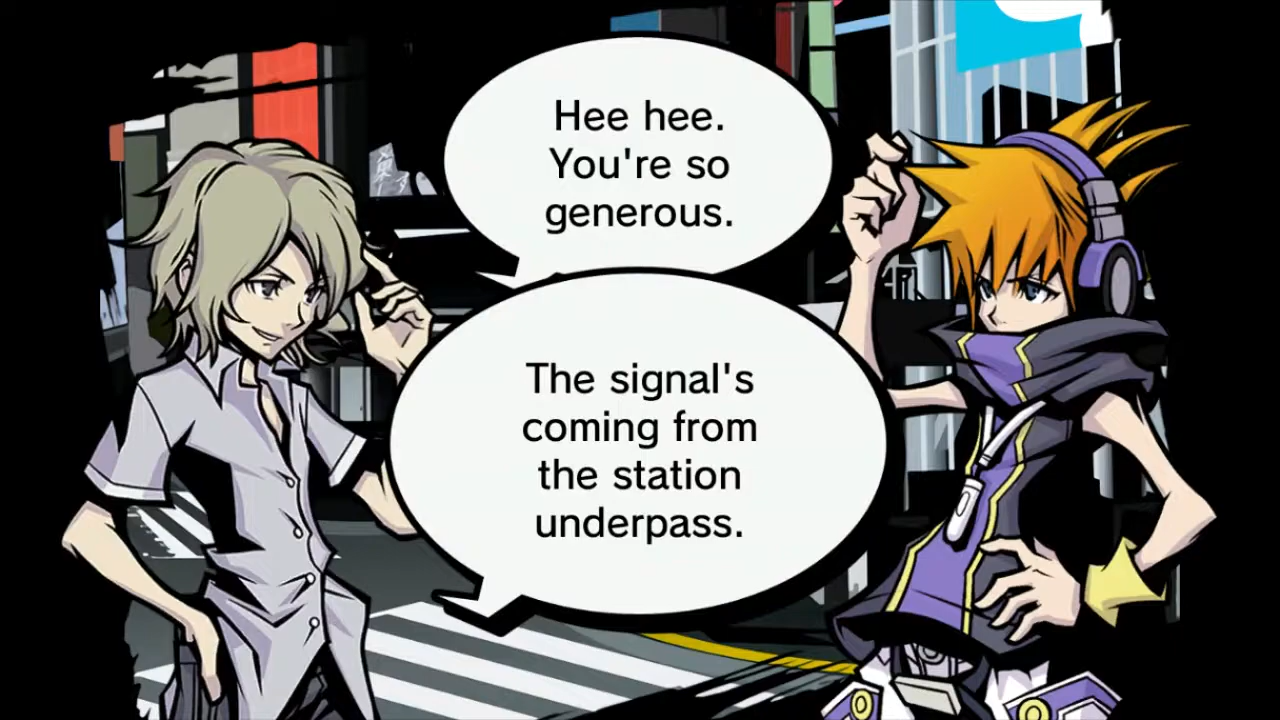 Hee hee.
You're so
generous.
The signal's
coming from
the station
underpass.